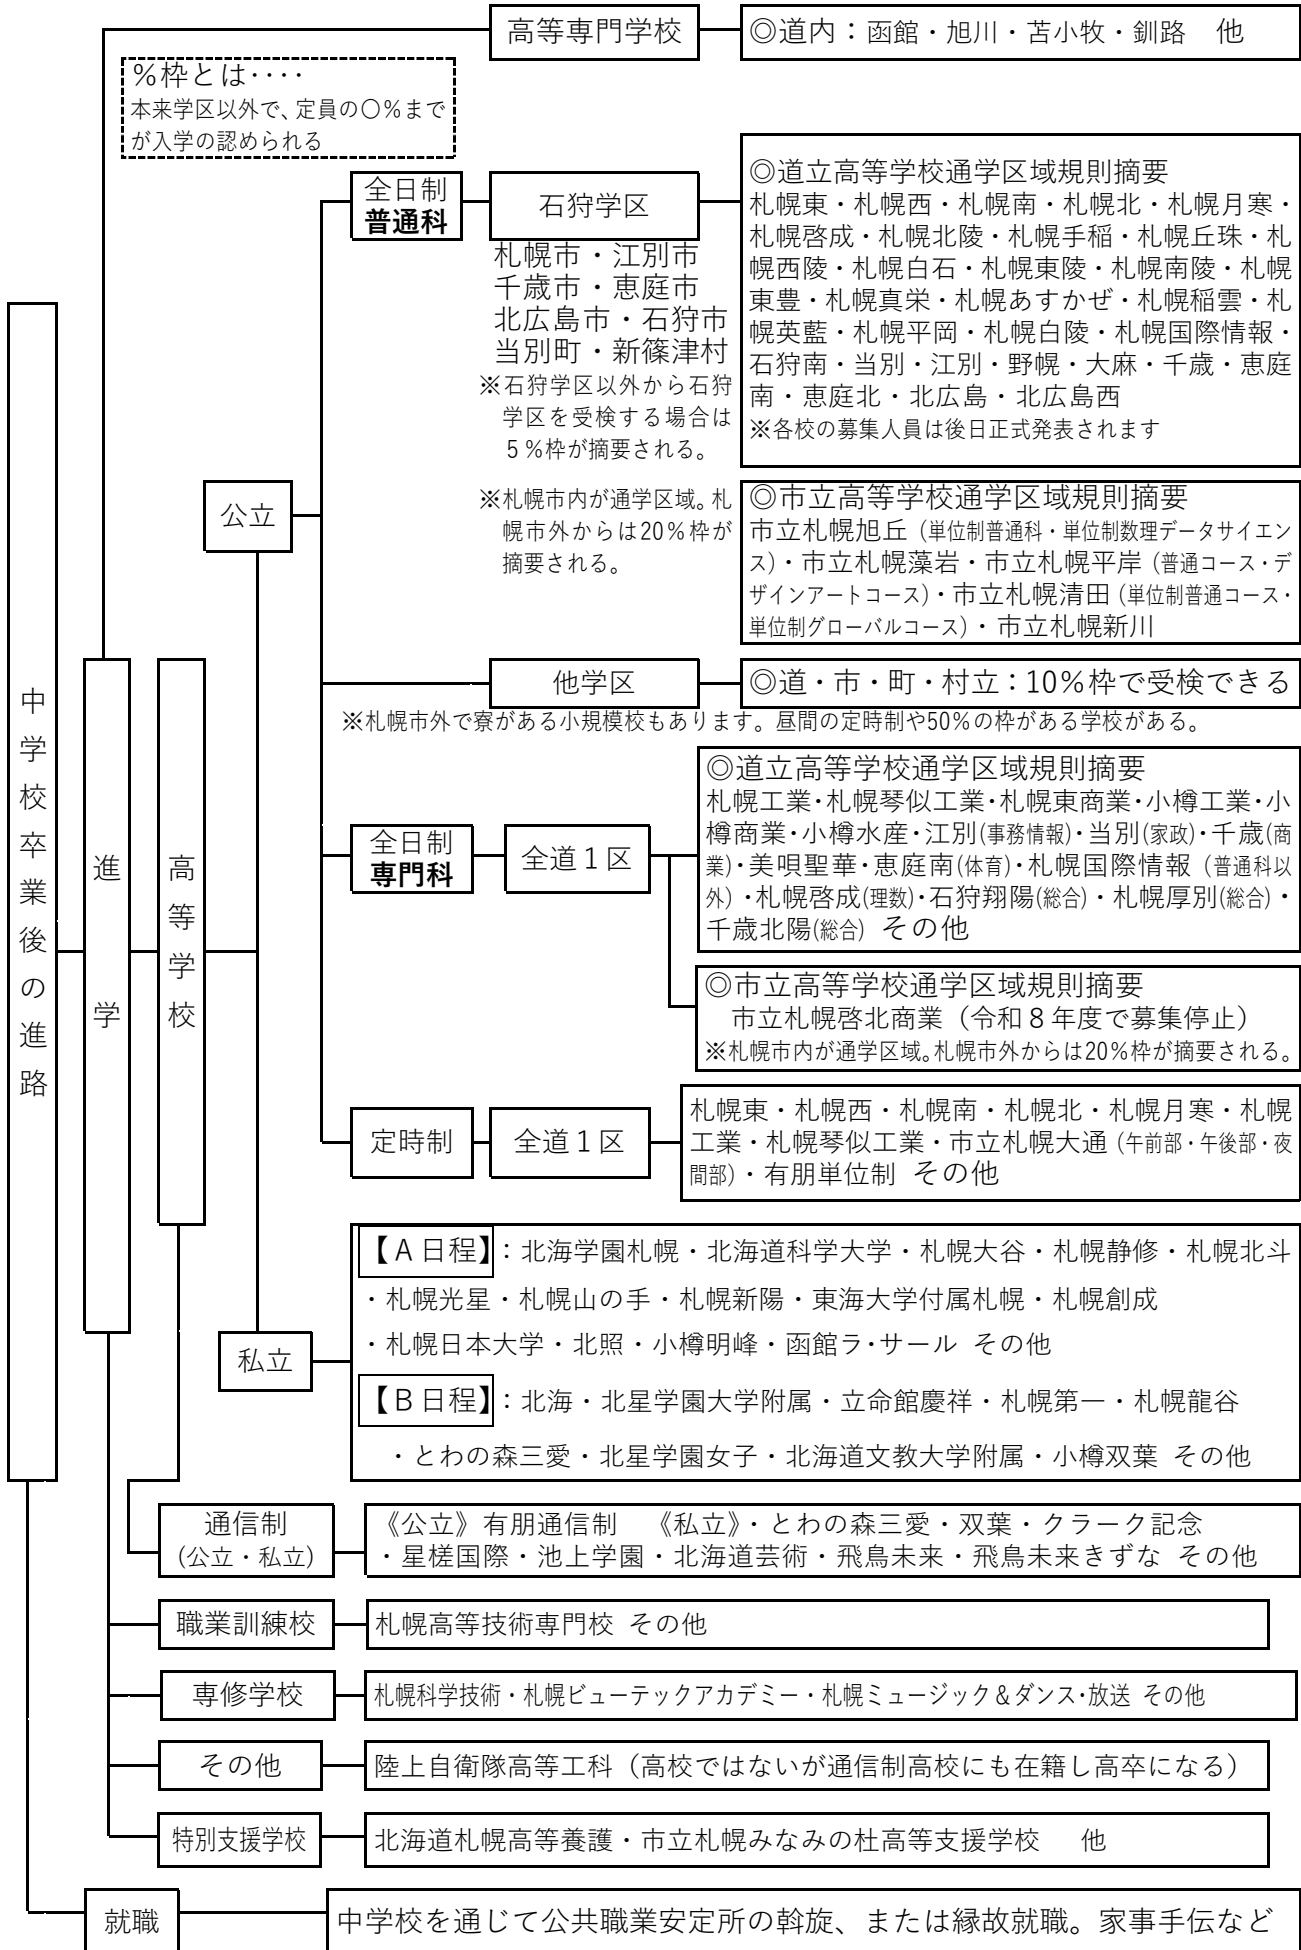 高等専門学校
◎道内：函館・旭川・苫小牧・釧路　他
％枠とは‥‥
本来学区以外で、定員の〇％まで
が入学の認められる
全日制
普通科
石狩学区
札幌市・江別市
千歳市・恵庭市
北広島市・石狩市
当別町・新篠津村
※石狩学区以外から石狩
学区を受検する場合は
５％枠が摘要される。
◎道立高等学校通学区域規則摘要
札幌東・札幌西・札幌南・札幌北・札幌月寒・
札幌啓成・札幌北陵・札幌手稲・札幌丘珠・札
幌西陵・札幌白石・札幌東陵・札幌南陵・札幌
東豊・札幌真栄・札幌あすかぜ・札幌稲雲・札
幌英藍・札幌平岡・札幌白陵・札幌国際情報・
石狩南・当別・江別・野幌・大麻・千歳・恵庭
南・恵庭北・北広島・北広島西
※各校の募集人員は後日正式発表されます
公立
※札幌市内が通学区域。札
幌市外からは20％枠が
摘要される。
◎市立高等学校通学区域規則摘要
市立札幌旭丘（単位制普通科・単位制数理データサイエン
ス）・市立札幌藻岩・市立札幌平岸（普通コース・デ
ザインアートコース）・市立札幌清田（単位制普通コース・
単位制グローバルコース）・市立札幌新川
他学区
◎道・市・町・村立：10％枠で受検できる
※札幌市外で寮がある小規模校もあります。昼間の定時制や50％の枠がある学校がある。
中学校卒業後の進路
進学
高等学校
全日制
専門科
全道１区
◎道立高等学校通学区域規則摘要
札幌工業・札幌琴似工業・札幌東商業・小樽工業・小
樽商業・小樽水産・江別(事務情報)・当別(家政)・千歳(商
業)・美唄聖華・恵庭南(体育)・札幌国際情報（普通科以
外）・札幌啓成(理数)・石狩翔陽(総合)・札幌厚別(総合)・
千歳北陽(総合) その他
◎市立高等学校通学区域規則摘要
市立札幌啓北商業（令和８年度で募集停止）
※札幌市内が通学区域。札幌市外からは20％枠が摘要される。
定時制
全道１区
札幌東・札幌西・札幌南・札幌北・札幌月寒・札幌
工業・札幌琴似工業・市立札幌大通（午前部・午後部・夜
間部）・有朋単位制 その他
私立
【Ａ日程】：北海学園札幌・北海道科学大学・札幌大谷・札幌静修・札幌北斗
・札幌光星・札幌山の手・札幌新陽・東海大学付属札幌・札幌創成
・札幌日本大学・北照・小樽明峰・函館ラ・サール その他
【Ｂ日程】：北海・北星学園大学附属・立命館慶祥・札幌第一・札幌龍谷
・とわの森三愛・北星学園女子・北海道文教大学附属・小樽双葉 その他
通信制
(公立・私立)
《公立》有朋通信制　《私立》・とわの森三愛・双葉・クラーク記念
・星槎国際・池上学園・北海道芸術・飛鳥未来・飛鳥未来きずな その他
職業訓練校
札幌高等技術専門校 その他
専修学校
札幌科学技術・札幌ビューテックアカデミー・札幌ミュージック＆ダンス・放送 その他
その他
陸上自衛隊高等工科（高校ではないが通信制高校にも在籍し高卒になる）
特別支援学校
北海道札幌高等養護・市立札幌みなみの杜高等支援学校　他
就職
中学校を通じて公共職業安定所の斡旋、または縁故就職。家事手伝など